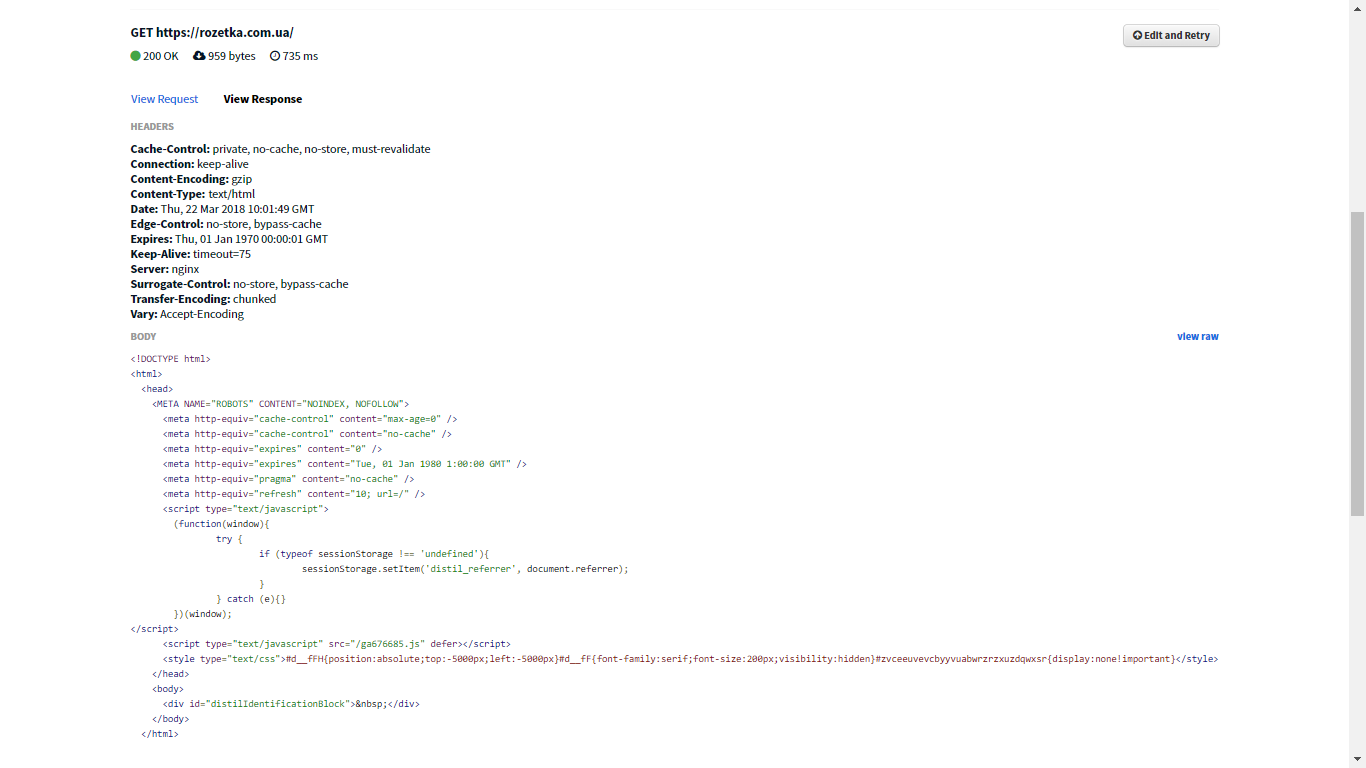 GET https://rozetka.com.ua/
Edit and Retry
200 OK 959 bytes 735 ms
View Request View Response
HEADERS
Cache-Control: private, no-cache, no-store, must-revalidate
Connection: keep-alive
Content-Encoding: gzip
Content-Type: text/html
Date: Thu, 22 Mar 2018 10:01:49 GMT
Edge-Control: no-store, bypass-cache
Expires: Thu, 01 Jan 1970 00:00:01 GMT
Keep-Alive: timeout=75
Server: nginx
Surrogate-Control: no-store, bypass-cache
Transfer-Encoding: chunked
Vary: Accept-Encoding
BODY
view raw
<!DOCTYPE html>
<html>
<head>
<META NAME="ROBOTS" CONTENT="NOINDEX, NOFOLLOW">
<meta http-equiv="cache-control" content="max-age=0" />
<meta http-equiv="cache-control" content="no-cache" />
<meta http-equiv="expires" content="0" />
<meta http-equiv="expires" content="Tue, 01 Jan 1980 1:00:00 GMT" />
<meta http-equiv="pragma" content="no-cache" />
<meta http-equiv="refresh" content="10; url=/" />
<script type="text/javascript">
(function(window){
try {
if (typeof sessionStorage !== 'undefined'){
sessionStorage.setItem('distil_referrer', document.referrer);
}
} catch (e){}
})(window);
</script>
<script type="text/javascript" src="/ga676685.js" defer></script>
<style type="text/css">#d__fFH{position:absolute;top:-5000px;left:-5000px}#d__fF{font-family:serif;font-size:200px;visibility:hidden}#zvceeuvevcbyyvuabwrzrzxuzdqwxsr{display:none!important}</style>
</head>
<body>
<div id="distilIdentificationBlock">&nbsp;</div>
</body>
</html>